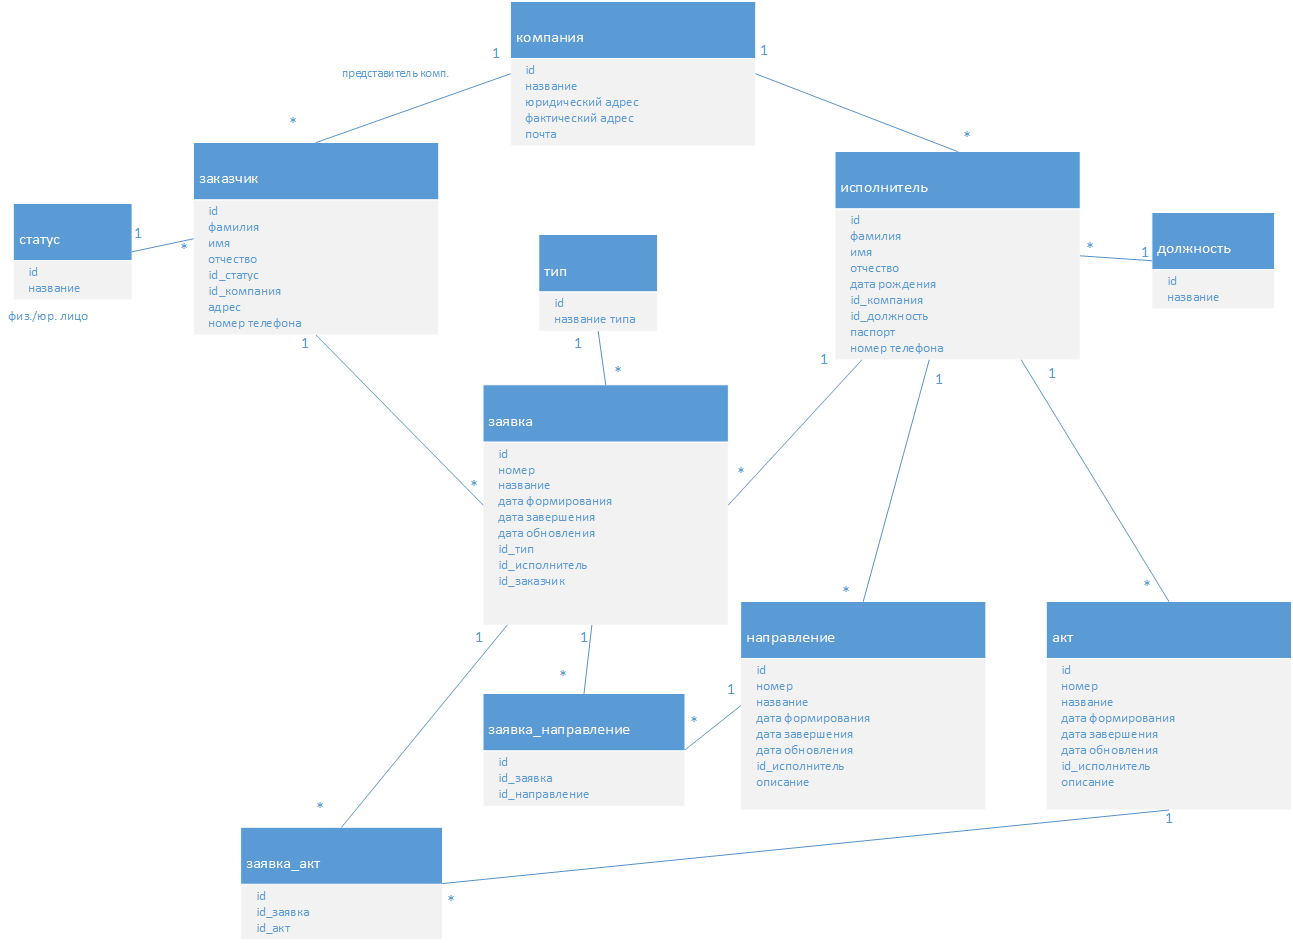 компания
1
1
id
название
юридический адрес
фактический адрес
почта
представитель комп.
*
*
заказчик
id
фамилия
имя
отчество
id_статус
id_компания
адрес
номер телефона
1
исполнитель
id
фамилия
имя
отчество
дата рождения
id_компания
id_должность
паспорт
номер телефона
1
1
1
статус
1
*
id
название
физ./юр. лицо
должность
*
1
id
название
тип
id
название типа
1
*
заявка
*
*
id
номер
название
дата формирования
дата завершения
дата обновления
id_тип
id_исполнитель
id_заказчик
1
1
*
*
направление
id
номер
название
дата формирования
дата завершения
дата обновления
id_исполнитель
описание
акт
id
номер
название
дата формирования
дата завершения
дата обновления
id_исполнитель
описание
1
*
1
*
заявка_направление
id
id_заявка
id_направление
*
заявка_акт
id
id_заявка
id_акт
*